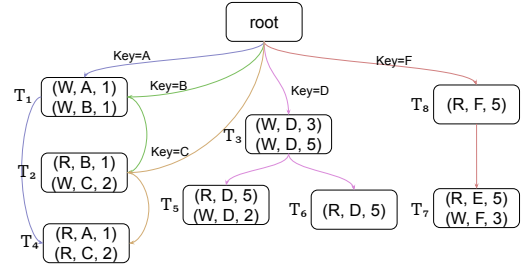 root
Key=A
Key=B
Key=C
Key=D
Key=F
T₁
(W, A, 1)
(W, B, 1)
T₂
(R, B, 1)
(W, C, 2)
T₄
(R, A, 1)
(R, C, 2)
T₃
(W, D, 3)
(W, D, 5)
T₅
(R, D, 5)
(W, D, 2)
T₆
(R, D, 5)
T₈
(R, F, 5)
T₇
(R, E, 5)
(W, F, 3)